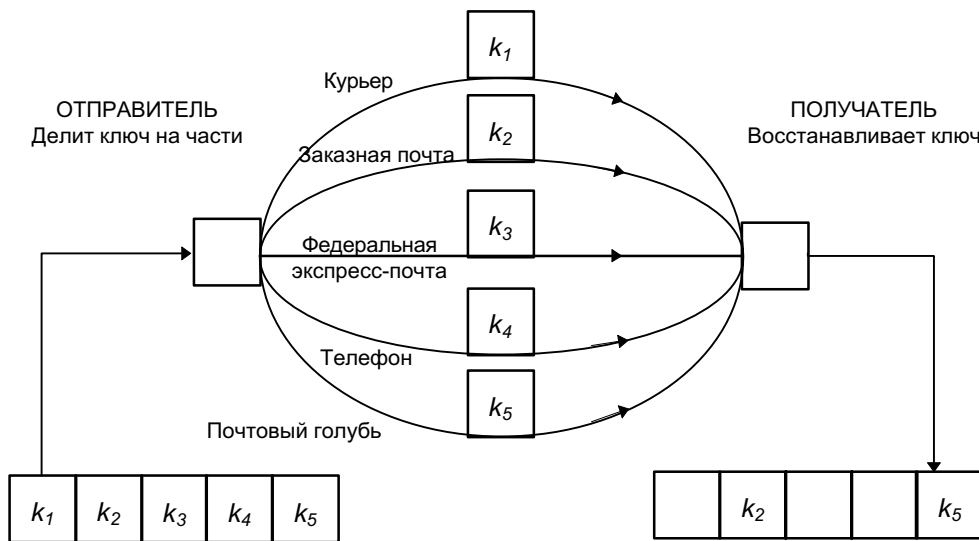 k1
Курьер
ОТПРАВИТЕЛЬ
Делит ключ на части
ПОЛУЧАТЕЛЬ
Восстанавливает ключ
k2
Заказная почта
k3
Федеральная
экспресс-почта
k4
Телефон
k5
Почтовый голубь
k1 k2 k3 k4 k5
k2 k5